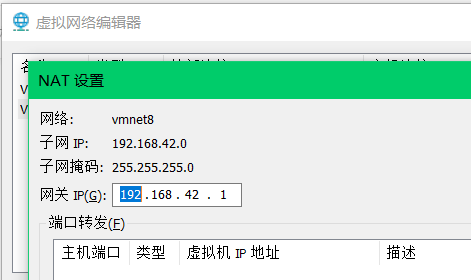 虚拟网络编辑器
NAT 设置
网络: vmnet8
子网 IP: 192.168.42.0
子网掩码: 255.255.255.0
网关 IP(G): 192 . 168 . 42 . 1
端口转发(F)
主机端口 类型 虚拟机 IP 地址 描述